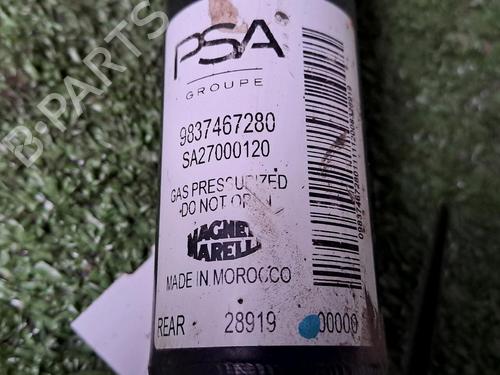 PSA
GROUPE
9837467280
SA27000120
GAS PRESSURIZED
DO NOT OPEN
MAGNETI
MARELLI
MADE IN MOROCCO
REAR 28919 00000
B-PARTS